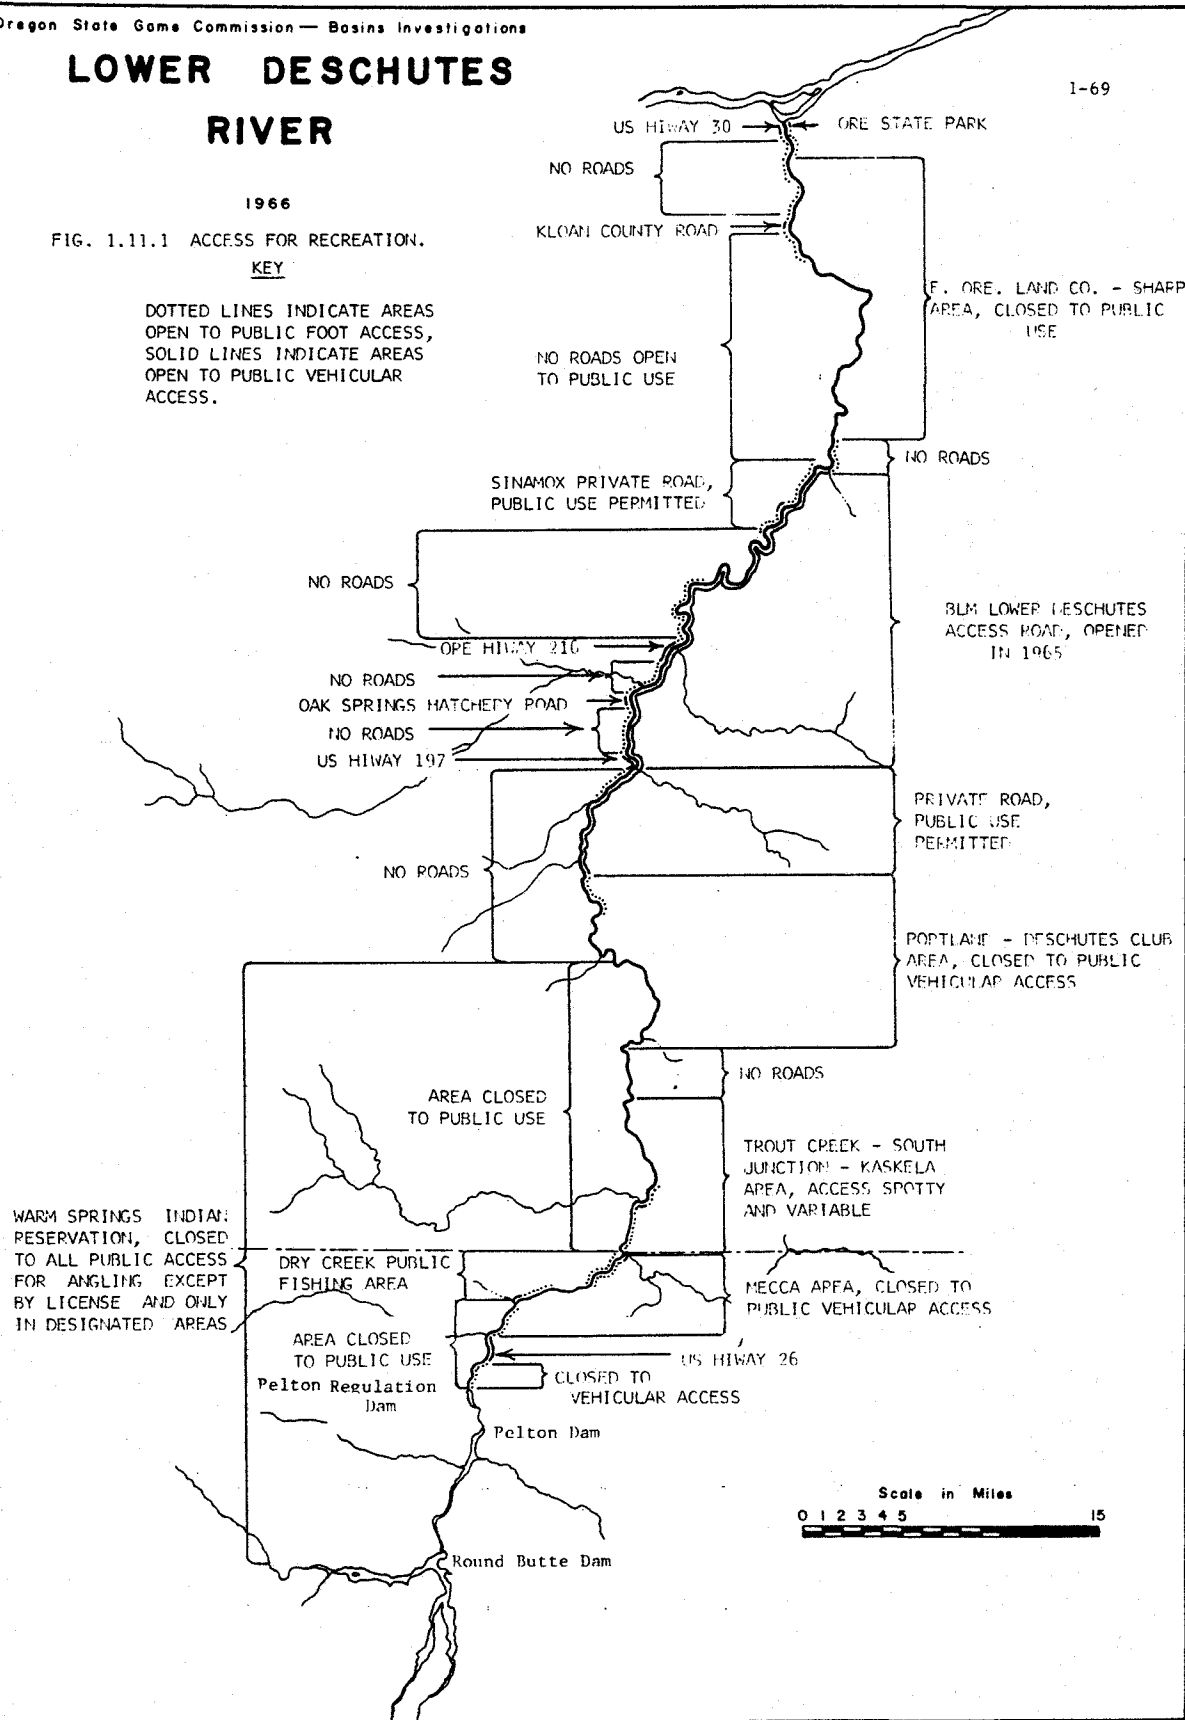 Oregon State Game Commission — Basins Investigations
LOWER DESCHUTES
RIVER
1966
FIG. 1.11.1 ACCESS FOR RECREATION.
KEY
DOTTED LINES INDICATE AREAS
OPEN TO PUBLIC FOOT ACCESS,
SOLID LINES INDICATE AREAS
OPEN TO PUBLIC VEHICULAR
ACCESS.
I-69
US HIWAY 30
ORE STATE PARK
NO ROADS
KLOAN COUNTY ROAD
E. ORE. LAND CO. - SHARP
AREA, CLOSED TO PUBLIC
USE
NO ROADS OPEN
TO PUBLIC USE
NO ROADS
SINAMOX PRIVATE ROAD,
PUBLIC USE PERMITTED
NO ROADS
BLM LOWER DESCHUTES
ACCESS ROAD, OPENED
IN 1965
ORE HIWAY 216
NO ROADS
OAK SPRINGS HATCHERY ROAD
NO ROADS
US HIWAY 197
PRIVATE ROAD,
PUBLIC USE
PERMITTED
NO ROADS
PORTLAND - DESCHUTES CLUB
AREA, CLOSED TO PUBLIC
VEHICULAR ACCESS
NO ROADS
AREA CLOSED
TO PUBLIC USE
TROUT CREEK - SOUTH
JUNCTION - KASKELA
AREA, ACCESS SPOTTY
AND VARIABLE
WARM SPRINGS INDIAN
RESERVATION, CLOSED
TO ALL PUBLIC ACCESS
FOR ANGLING EXCEPT
BY LICENSE AND ONLY
IN DESIGNATED AREAS
DRY CREEK PUBLIC
FISHING AREA
MECCA AREA, CLOSED TO
PUBLIC VEHICULAR ACCESS
AREA CLOSED
TO PUBLIC USE
US HIWAY 26
CLOSED TO
VEHICULAR ACCESS
Pelton Regulation
Dam
Pelton Dam
Round Butte Dam
Scale in Miles
0 1 2 3 4 5 15